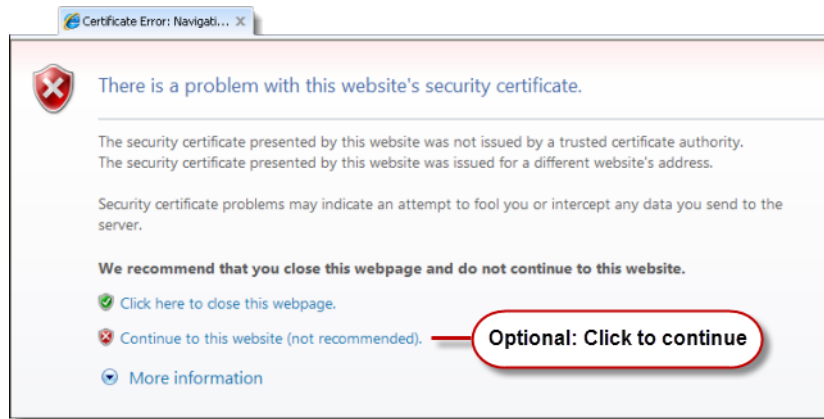 Certificate Error: Navigati...
There is a problem with this website's security certificate.
The security certificate presented by this website was not issued by a trusted certificate authority.
The security certificate presented by this website was issued for a different website's address.
Security certificate problems may indicate an attempt to fool you or intercept any data you send to the
server.
We recommend that you close this webpage and do not continue to this website.
Click here to close this webpage.
Continue to this website (not recommended).
Optional: Click to continue
More information